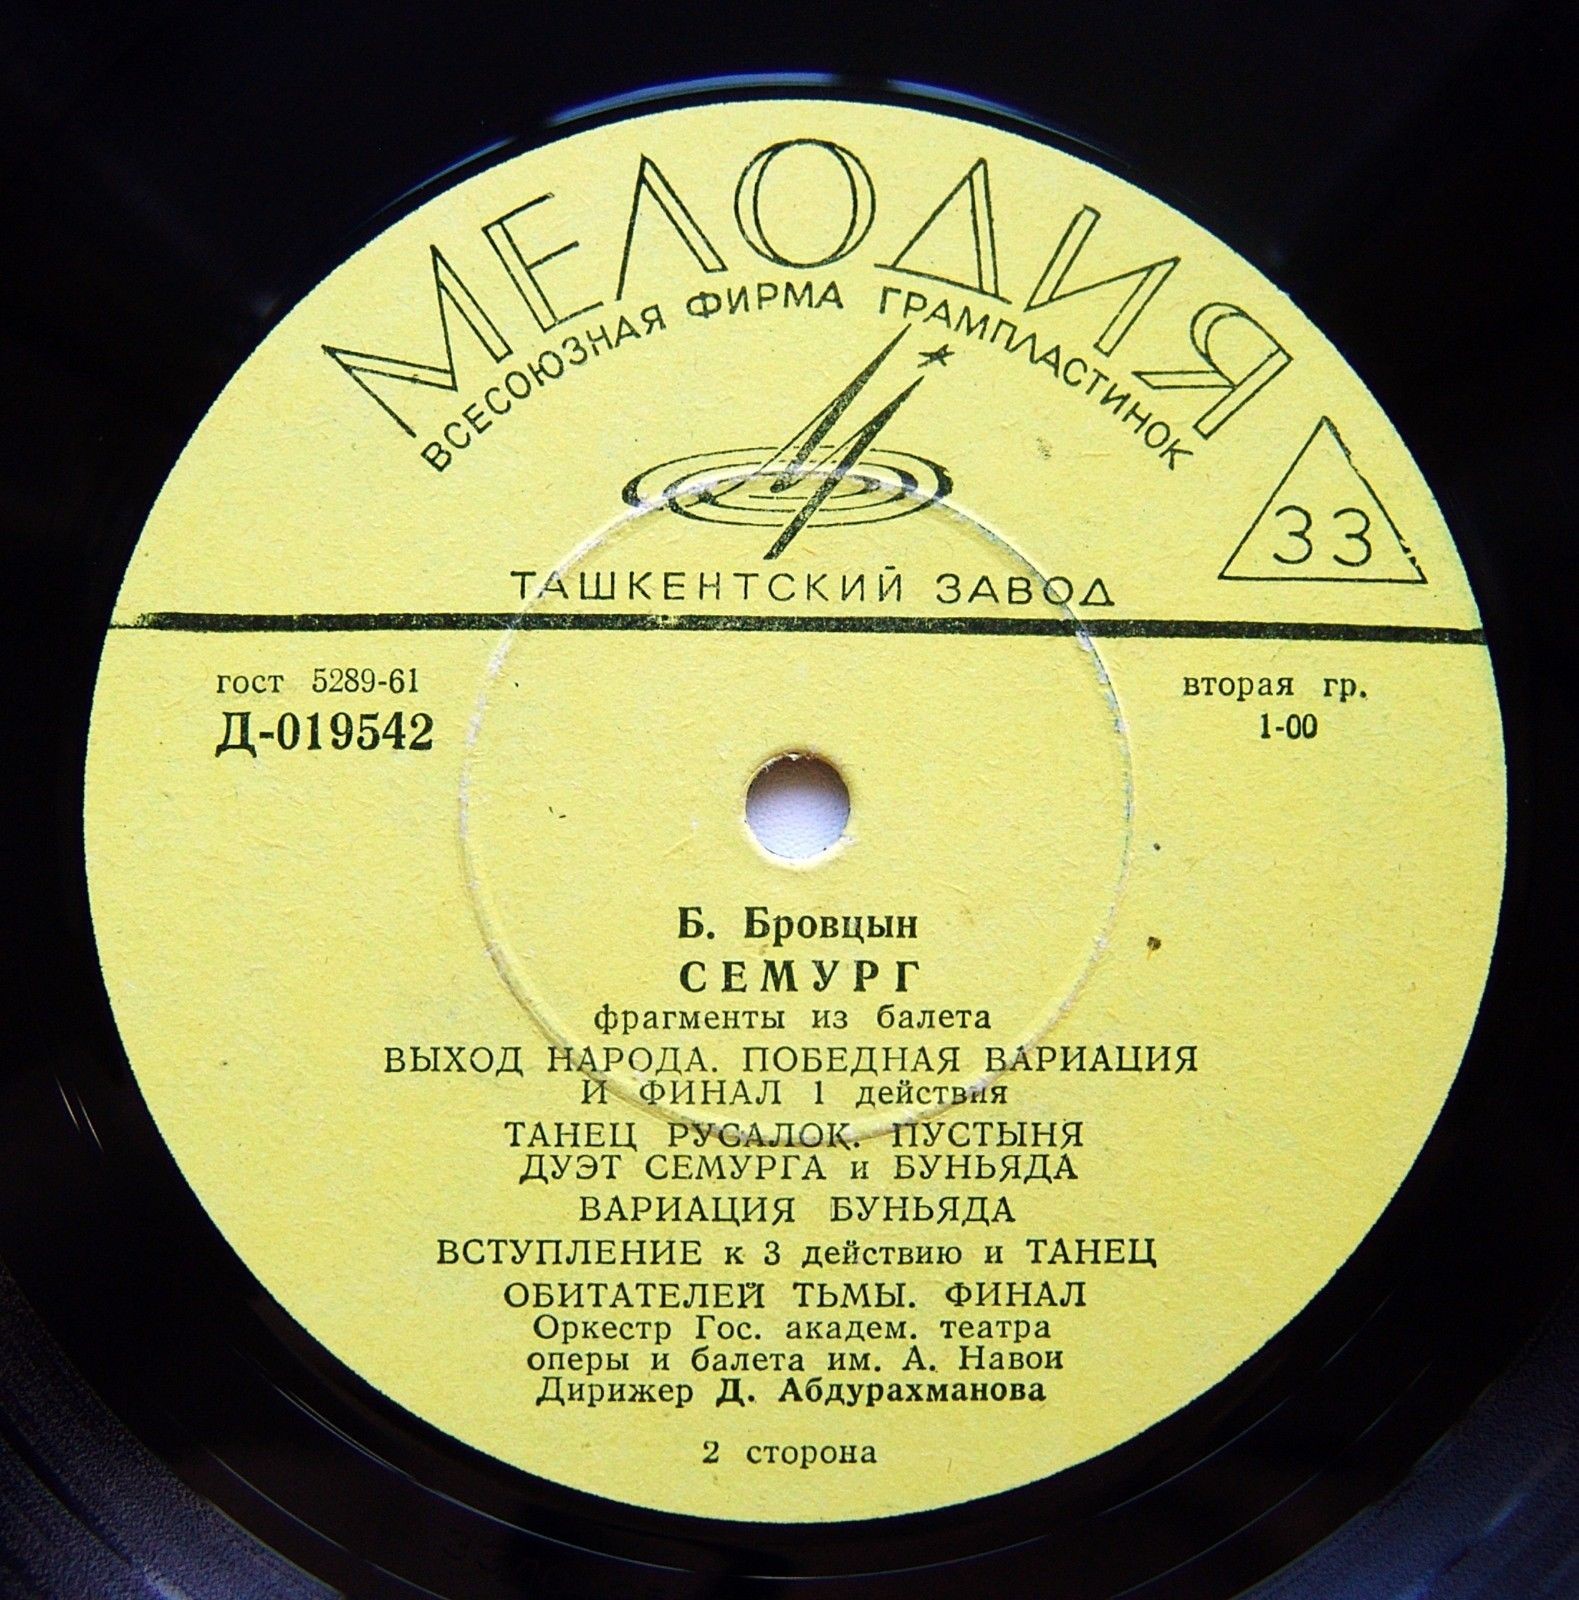 МЕЛОДИЯ
ВСЕСОЮЗНАЯ ФИРМА ГРАМПЛАСТИНОК
33
ТАШКЕНТСКИЙ ЗАВОД
гост 5289-61
вторая гр.
Д-019542
1-00
Б. Бровцын
СЕМУРГ
фрагменты из балета
ВЫХОД НАРОДА. ПОБЕДНАЯ ВАРИАЦИЯ
И ФИНАЛ 1 действия
ТАНЕЦ РУСАЛОК. ПУСТЫНЯ
ДУЭТ СЕМУРГА и БУНЬЯДА
ВАРИАЦИЯ БУНЬЯДА
ВСТУПЛЕНИЕ к 3 действию и ТАНЕЦ
ОБИТАТЕЛЕЙ ТЬМЫ. ФИНАЛ
Оркестр Гос. академ. театра
оперы и балета им. А. Навои
Дирижер Д. Абдурахманова
2 сторона